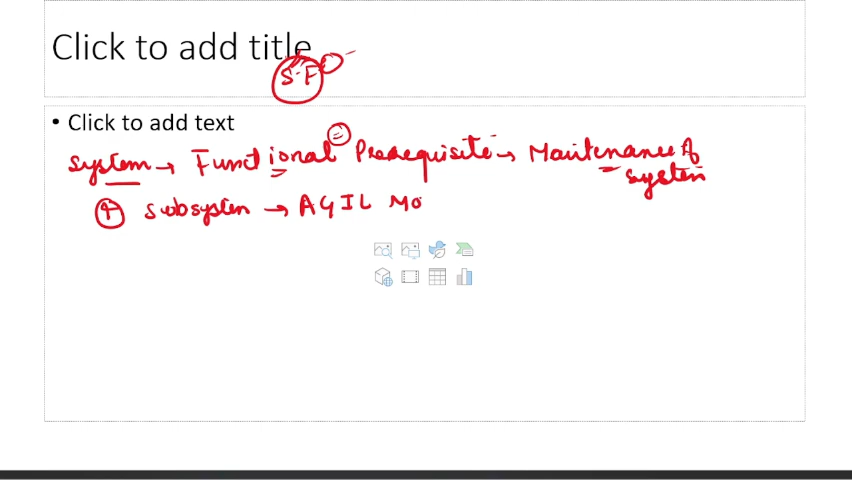 Click to add title
S.F
• Click to add text
System → Functional Prerequisite → Maintenance of
system
④ Subsystem → AGIL Mo